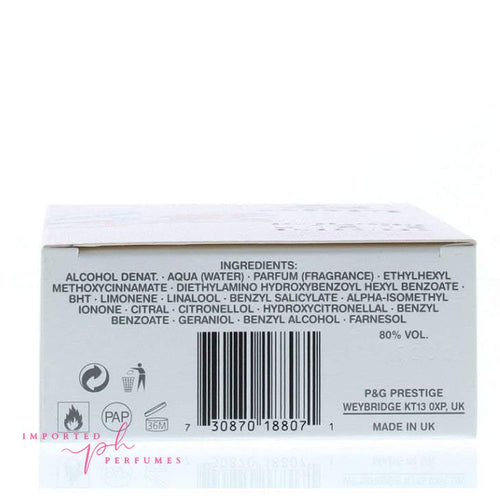 INGREDIENTS:
ALCOHOL DENAT. · AQUA (WATER) · PARFUM (FRAGRANCE) · ETHYLHEXYL
METHOXYCINNAMATE · DIETHYLAMINO HYDROXYBENZOYL HEXYL BENZOATE ·
BHT · LIMONENE · LINALOOL · BENZYL SALICYLATE · ALPHA-ISOMETHYL
IONONE · CITRAL · CITRONELLOL · HYDROXYCITRONELLAL · BENZYL
BENZOATE · GERANIOL · BENZYL ALCOHOL · FARNESOL
80% VOL.
P&G PRESTIGE
WEYBRIDGE KT13 0XP, UK
MADE IN UK
PAP
36M
7 30870 18807 1
IMPORTED
ph
PERFUMES